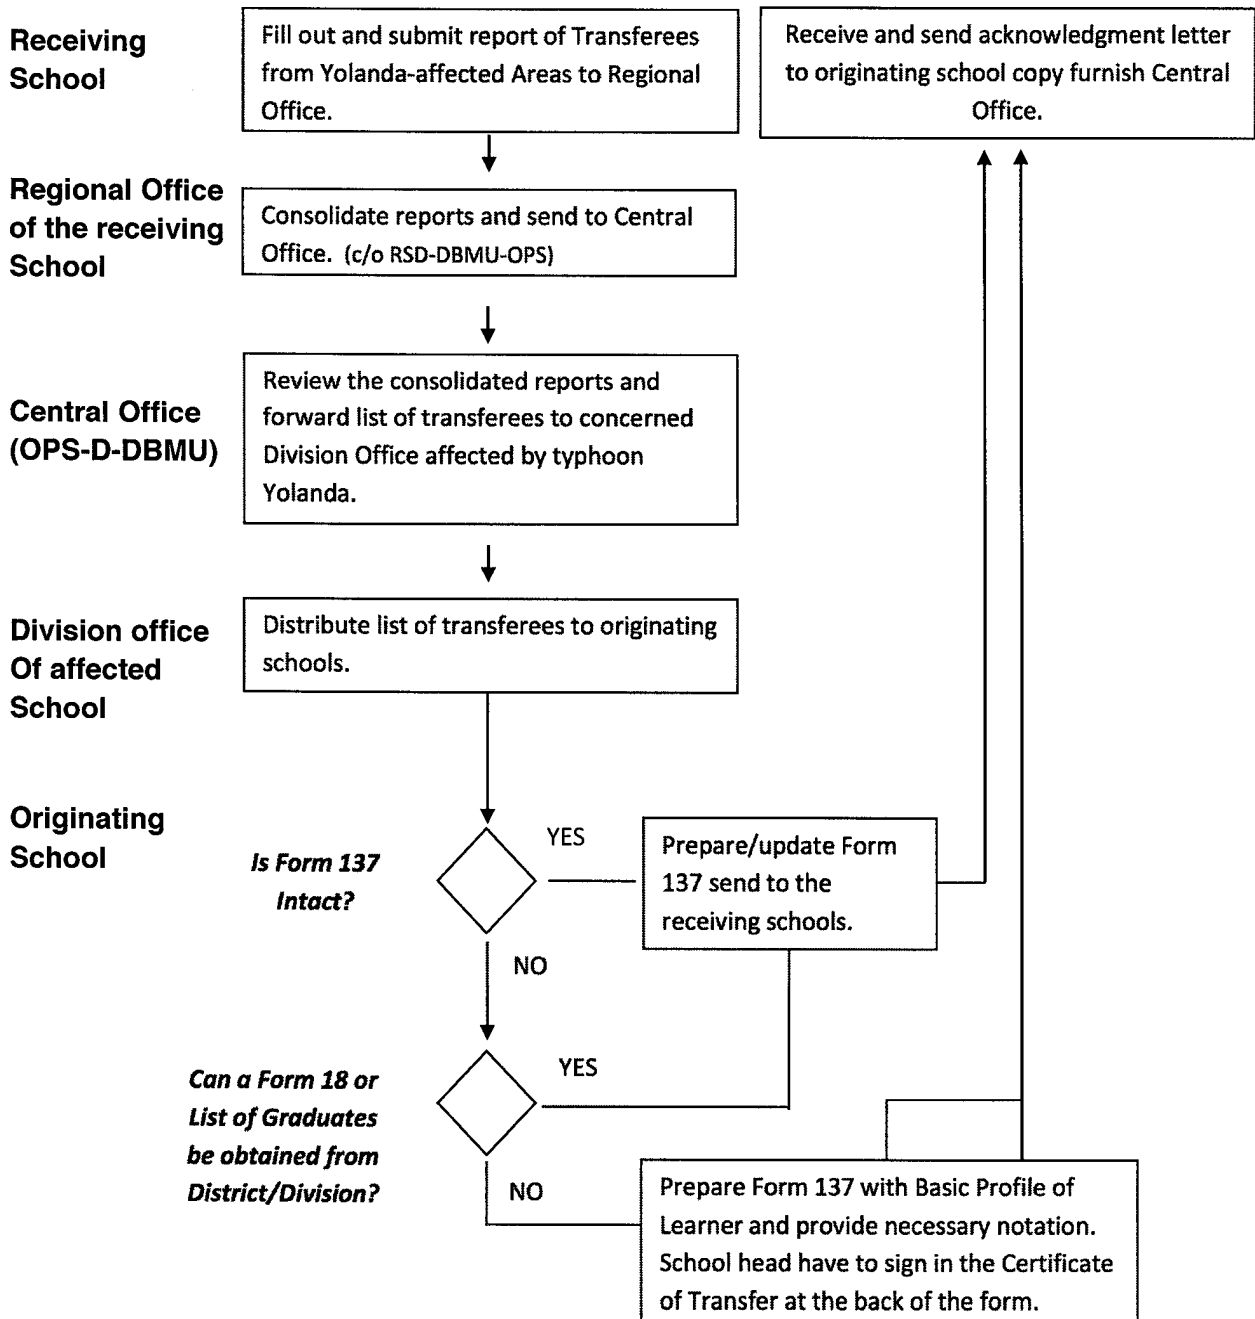 Receiving
School
Fill out and submit report of Transferees
from Yolanda-affected Areas to Regional
Office.
Receive and send acknowledgment letter
to originating school copy furnish Central
Office.
Regional Office
of the receiving
School
Consolidate reports and send to Central
Office. (c/o RSD-DBMU-OPS)
Central Office
(OPS-D-DBMU)
Review the consolidated reports and
forward list of transferees to concerned
Division Office affected by typhoon
Yolanda.
Division office
Of affected
School
Distribute list of transferees to originating
schools.
Originating
School
Is Form 137
Intact?
YES
Prepare/update Form
137 send to the
receiving schools.
NO
Can a Form 18 or
List of Graduates
be obtained from
District/Division?
YES
NO
Prepare Form 137 with Basic Profile of
Learner and provide necessary notation.
School head have to sign in the Certificate
of Transfer at the back of the form.